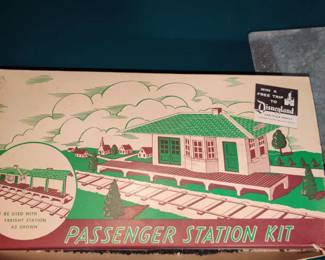 WIN A
FREE TRIP
TO
Disneyland
BE USED WITH
FREIGHT STATION
AS SHOWN
PASSENGER STATION KIT